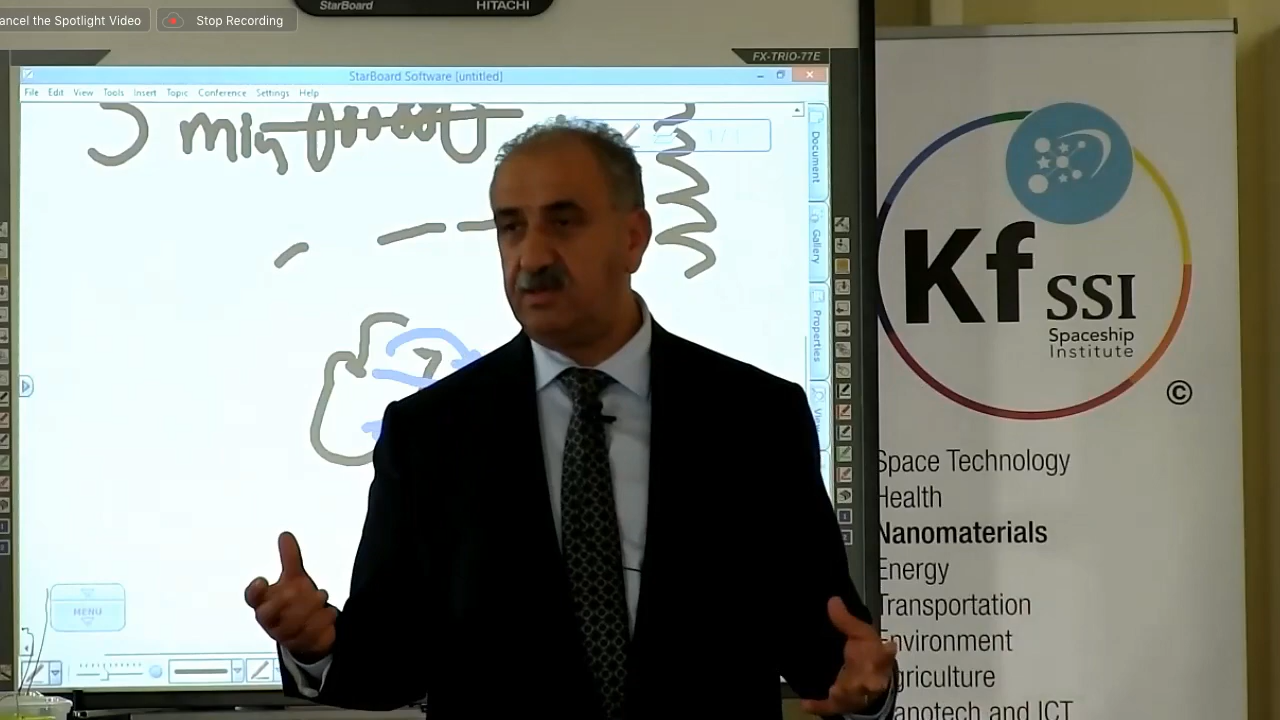 ancel the Spotlight Video
Stop Recording
StarBoard
HITACHI
FX-TRIO-77E
StarBoard Software [untitled]
File Edit View Tools Insert Topic Conference Settings Help
Document
Gallery
Properties
MENU
Kf SSI
Spaceship
Institute
©
Space Technology
Health
Nanomaterials
Energy
Transportation
Environment
griculture
anotech and ICT